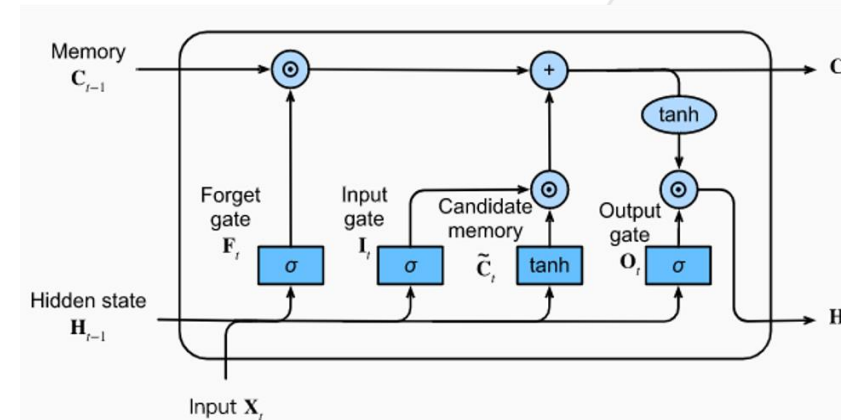 Memory
C_{t-1}
⊙
+
C
tanh
Forget
gate
F_t
Input
gate
I_t
⊙
Candidate
memory
C̃_t
Output
gate
O_t
⊙
σ
σ
tanh
σ
Hidden state
H_{t-1}
H
Input X_t